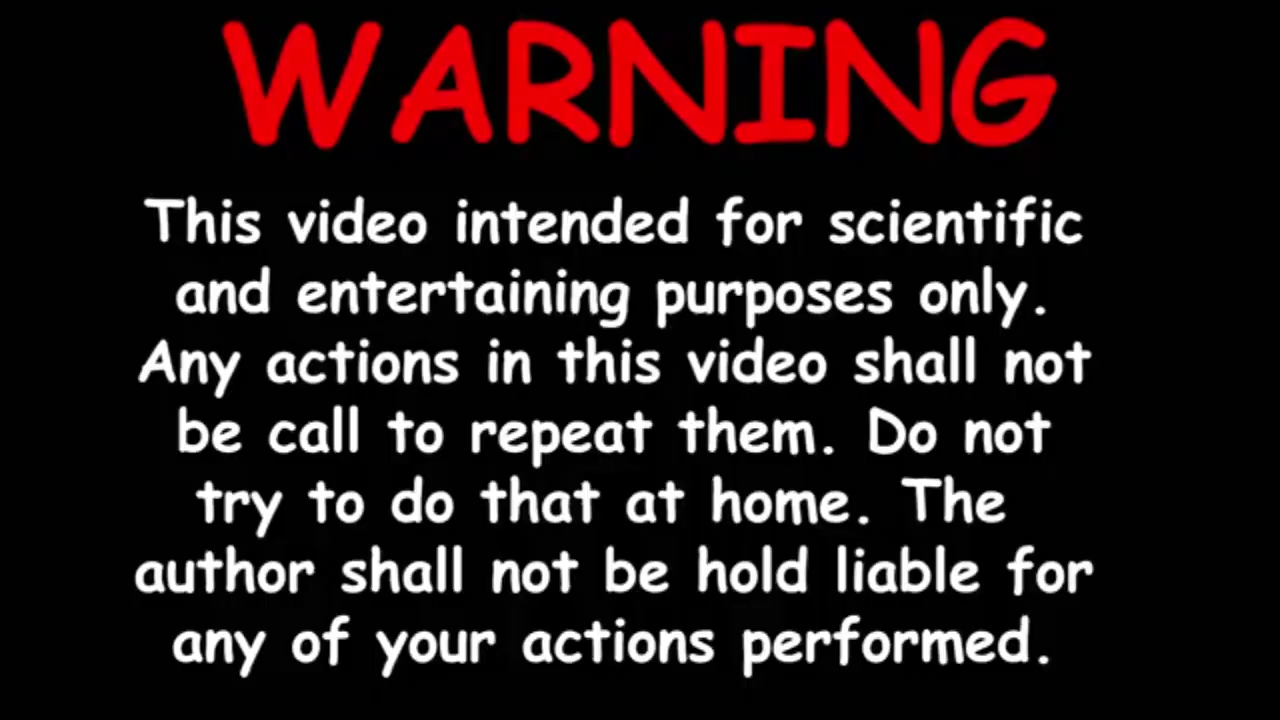 WARNING
This video intended for scientific
and entertaining purposes only.
Any actions in this video shall not
be call to repeat them. Do not
try to do that at home. The
author shall not be hold liable for
any of your actions performed.